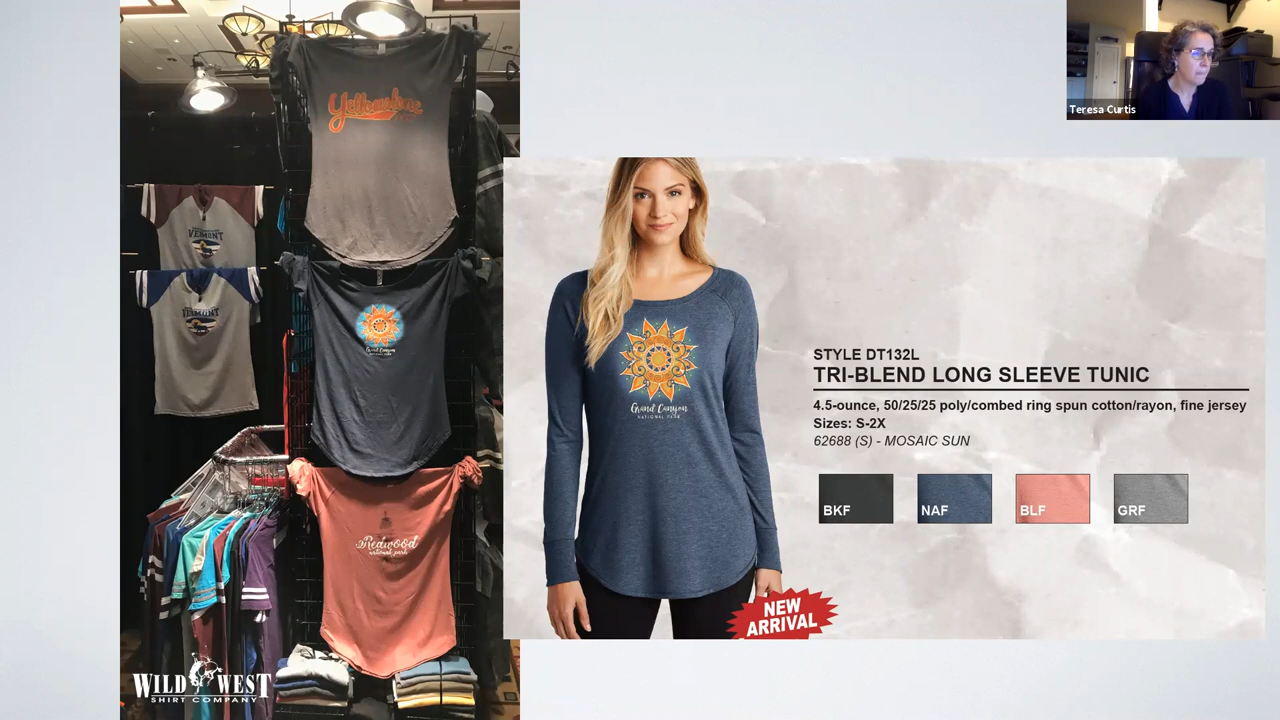 Yellowstone
VERMONT
VERMONT
Grand Canyon
NATIONAL PARK
Redwood
national park
WILD WEST
SHIRT COMPANY
Grand Canyon
NATIONAL PARK
NEW
ARRIVAL
STYLE DT132L
TRI-BLEND LONG SLEEVE TUNIC
4.5-ounce, 50/25/25 poly/combed ring spun cotton/rayon, fine jersey
Sizes: S-2X
62688 (S) - MOSAIC SUN
BKF
NAF
BLF
GRF
Teresa Curtis